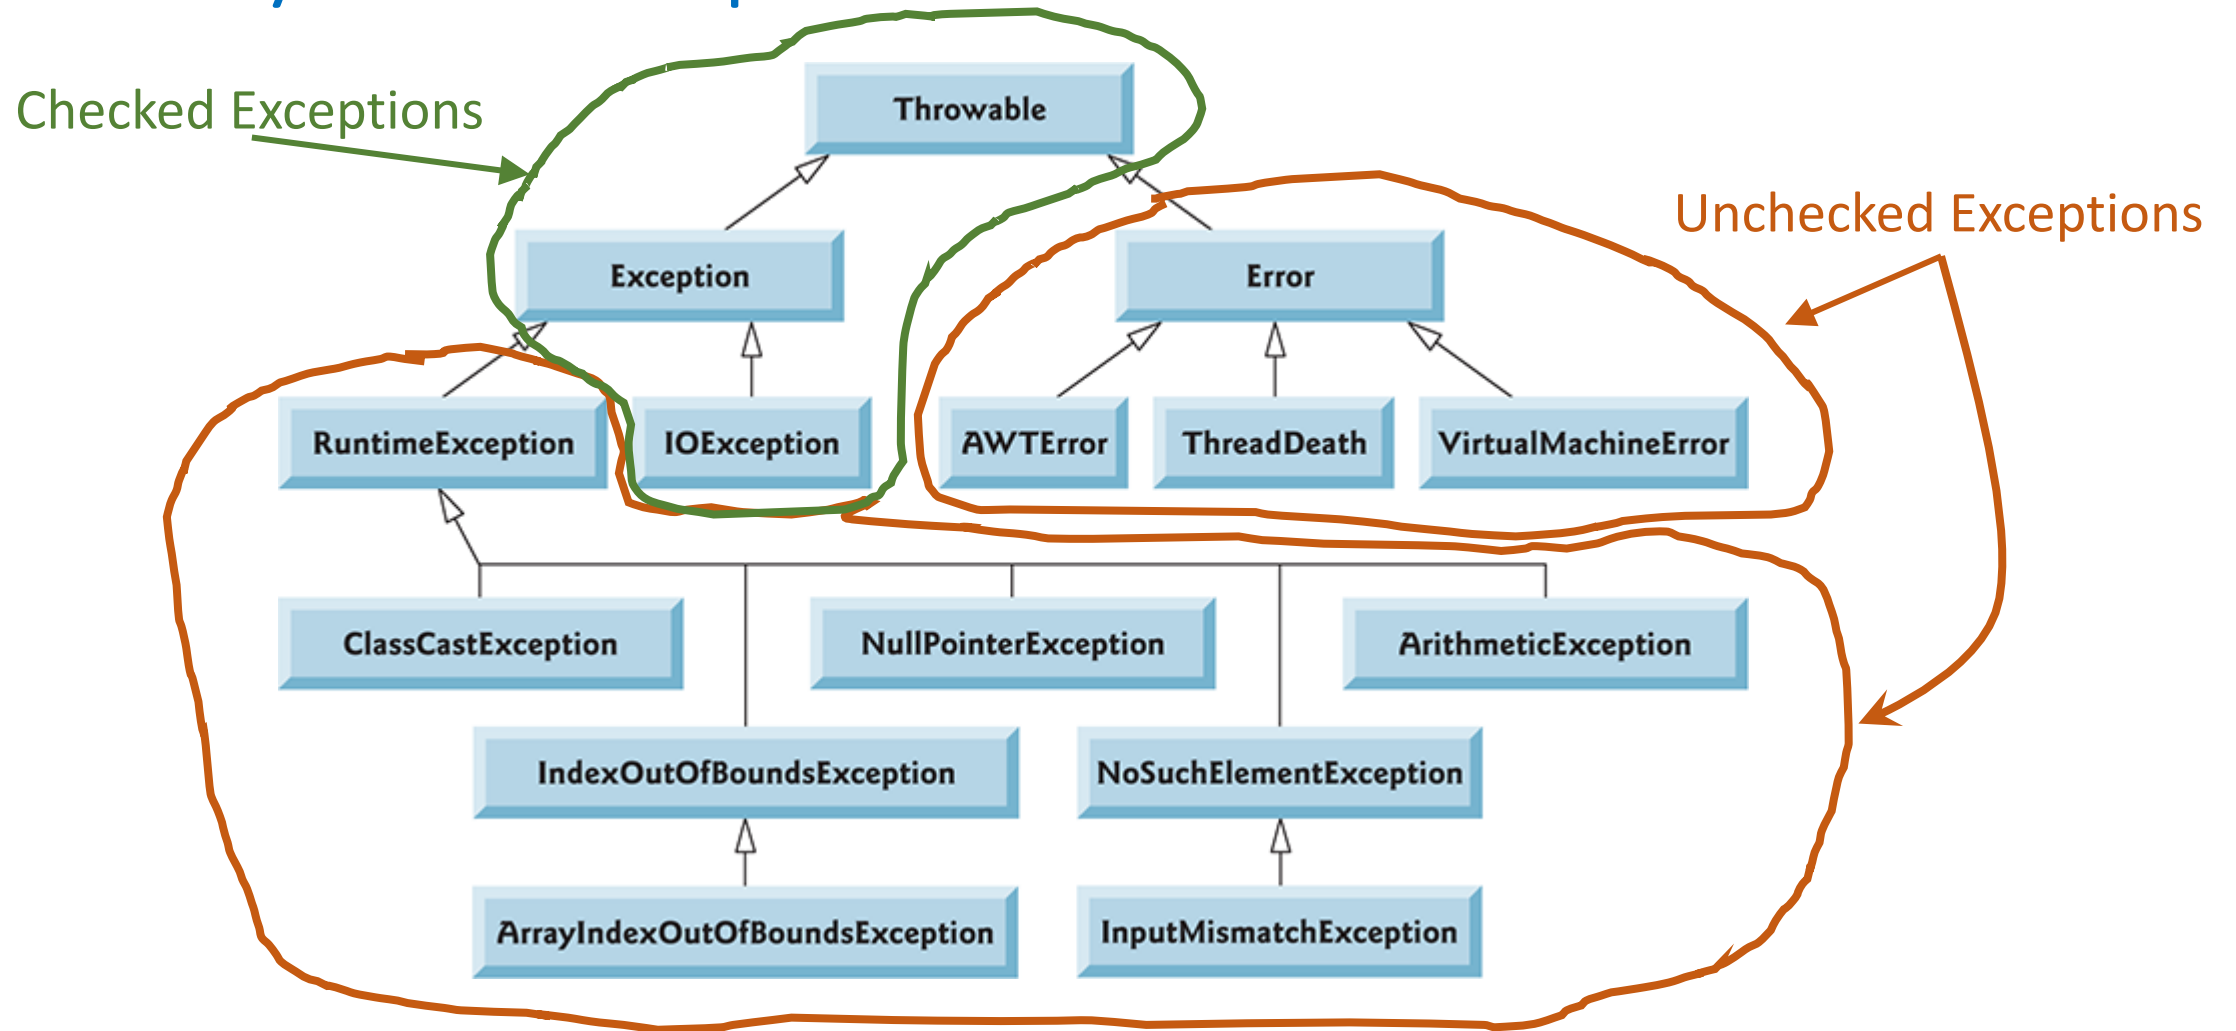 Checked Exceptions
Throwable
Unchecked Exceptions
Exception
Error
RuntimeException
IOException
AWTError
ThreadDeath
VirtualMachineError
ClassCastException
NullPointerException
ArithmeticException
IndexOutOfBoundsException
NoSuchElementException
ArrayIndexOutOfBoundsException
InputMismatchException